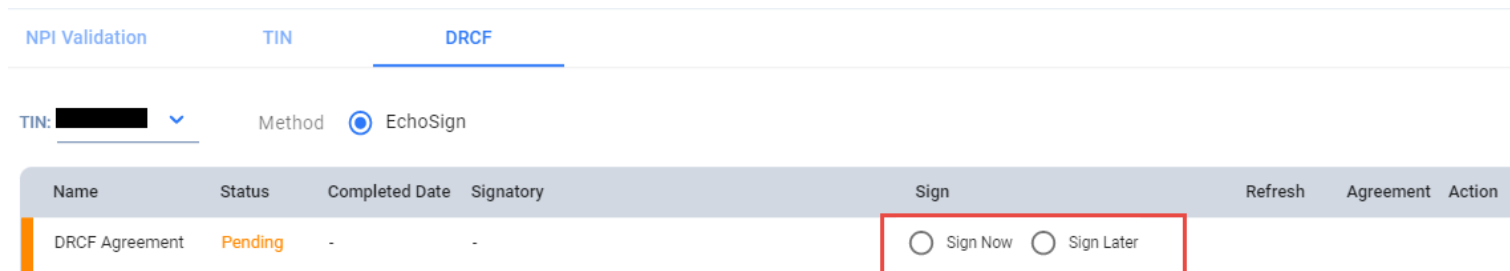 NPI Validation TIN DRCF
TIN: Method EchoSign
Name Status Completed Date Signatory Sign Refresh Agreement Action
DRCF Agreement Pending - - Sign Now Sign Later